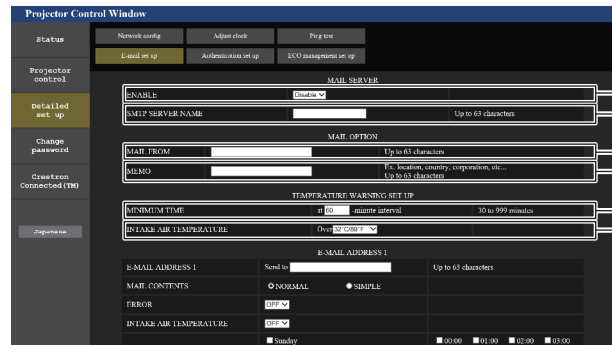 Projector Control Window
Status
Projector
control
Detailed
set up
Change
password
Crestron
Connected(TM)
Japanese
Network config Adjust clock Ping test
E-mail set up Authentication set up ECO management set up
MAIL SERVER
ENABLE Disable
SMTP SERVER NAME Up to 63 characters
MAIL OPTION
MAIL FROM Up to 63 characters
MEMO Ex. location, country, corporation, etc...
Up to 63 characters
TEMPERATURE WARNING SET UP
MINIMUM TIME at 60 -minute interval 30 to 999 minutes
INTAKE AIR TEMPERATURE Over 32°C/89°F
E-MAIL ADDRESS 1
E-MAIL ADDRESS 1 Send to Up to 63 characters
MAIL CONTENTS NORMAL SIMPLE
ERROR OFF
INTAKE AIR TEMPERATURE OFF
Sunday 00:00 01:00 02:00 03:00